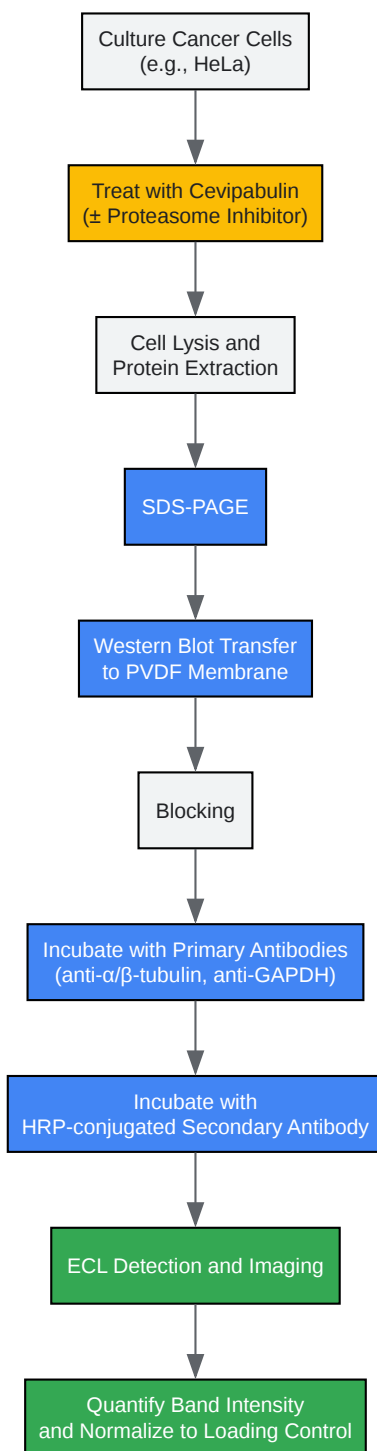 Culture Cancer Cells
(e.g., HeLa)
Treat with Cevipabulin
(± Proteasome Inhibitor)
Cell Lysis and
Protein Extraction
SDS-PAGE
Western Blot Transfer
to PVDF Membrane
Blocking
Incubate with Primary Antibodies
(anti-α/β-tubulin, anti-GAPDH)
Incubate with
HRP-conjugated Secondary Antibody
ECL Detection and Imaging
Quantify Band Intensity
and Normalize to Loading Control